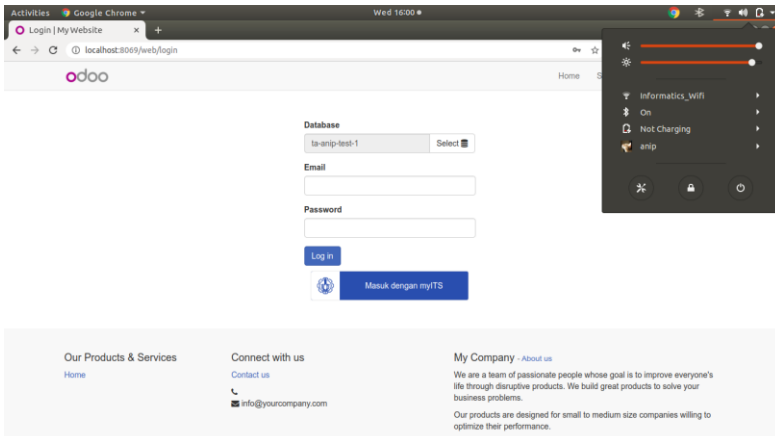 Activities Google Chrome Wed 16:00
Login | My Website
localhost:8069/web/login
odoo Home S
Informatics_Wifi
On
Not Charging
anip
Database
ta-anip-test-1 Select
Email
Password
Log in
Masuk dengan myITS
Our Products & Services
Home
Connect with us
Contact us
info@yourcompany.com
My Company - About us
We are a team of passionate people whose goal is to improve everyone's
life through disruptive products. We build great products to solve your
business problems.
Our products are designed for small to medium size companies willing to
optimize their performance.